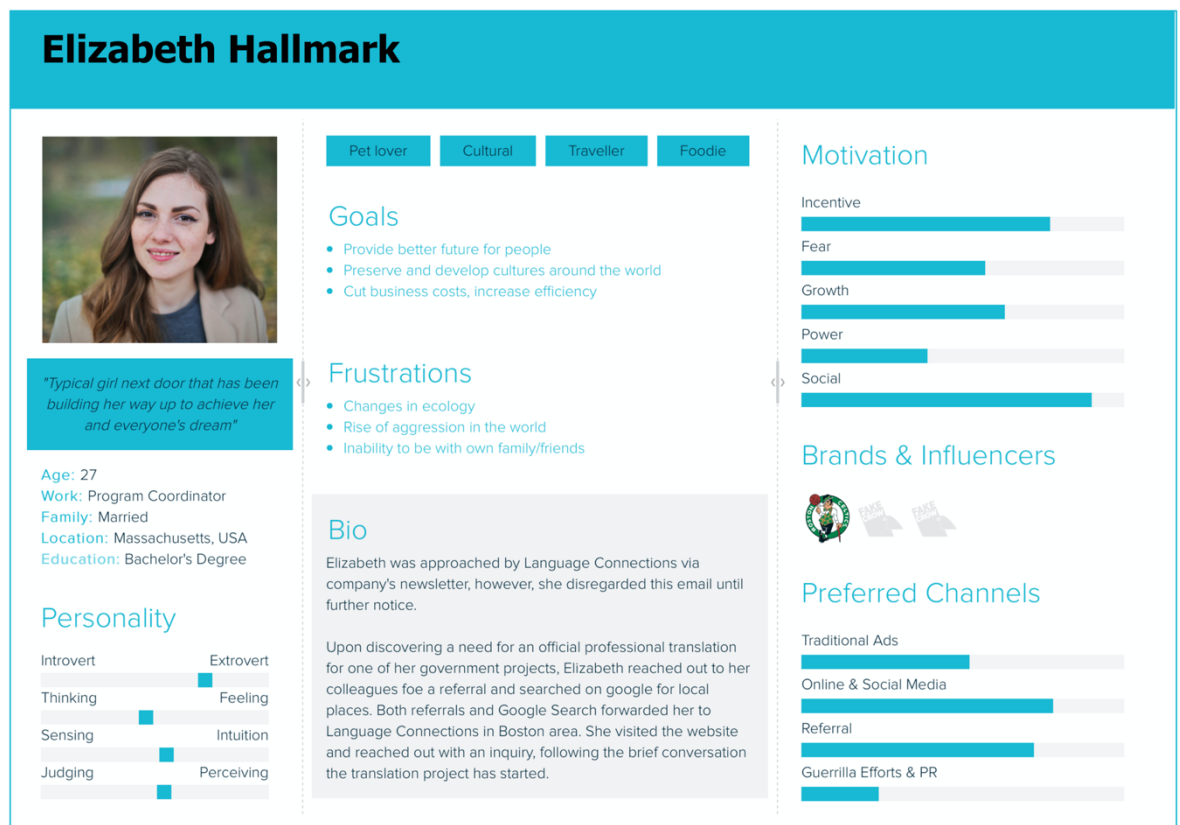 Elizabeth Hallmark
"Typical girl next door that has been
building her way up to achieve her
and everyone's dream"
Age: 27
Work: Program Coordinator
Family: Married
Location: Massachusetts, USA
Education: Bachelor's Degree
Personality
Introvert Extrovert
Thinking Feeling
Sensing Intuition
Judging Perceiving
Pet lover Cultural Traveller Foodie
Goals
Provide better future for people
Preserve and develop cultures around the world
Cut business costs, increase efficiency
Frustrations
Changes in ecology
Rise of aggression in the world
Inability to be with own family/friends
Bio
Elizabeth was approached by Language Connections via
company's newsletter, however, she disregarded this email until
further notice.
Upon discovering a need for an official professional translation
for one of her government projects, Elizabeth reached out to her
colleagues foe a referral and searched on google for local
places. Both referrals and Google Search forwarded her to
Language Connections in Boston area. She visited the website
and reached out with an inquiry, following the brief conversation
the translation project has started.
Motivation
Incentive
Fear
Growth
Power
Social
Brands & Influencers
BOSTON CELTICS
Preferred Channels
Traditional Ads
Online & Social Media
Referral
Guerrilla Efforts & PR